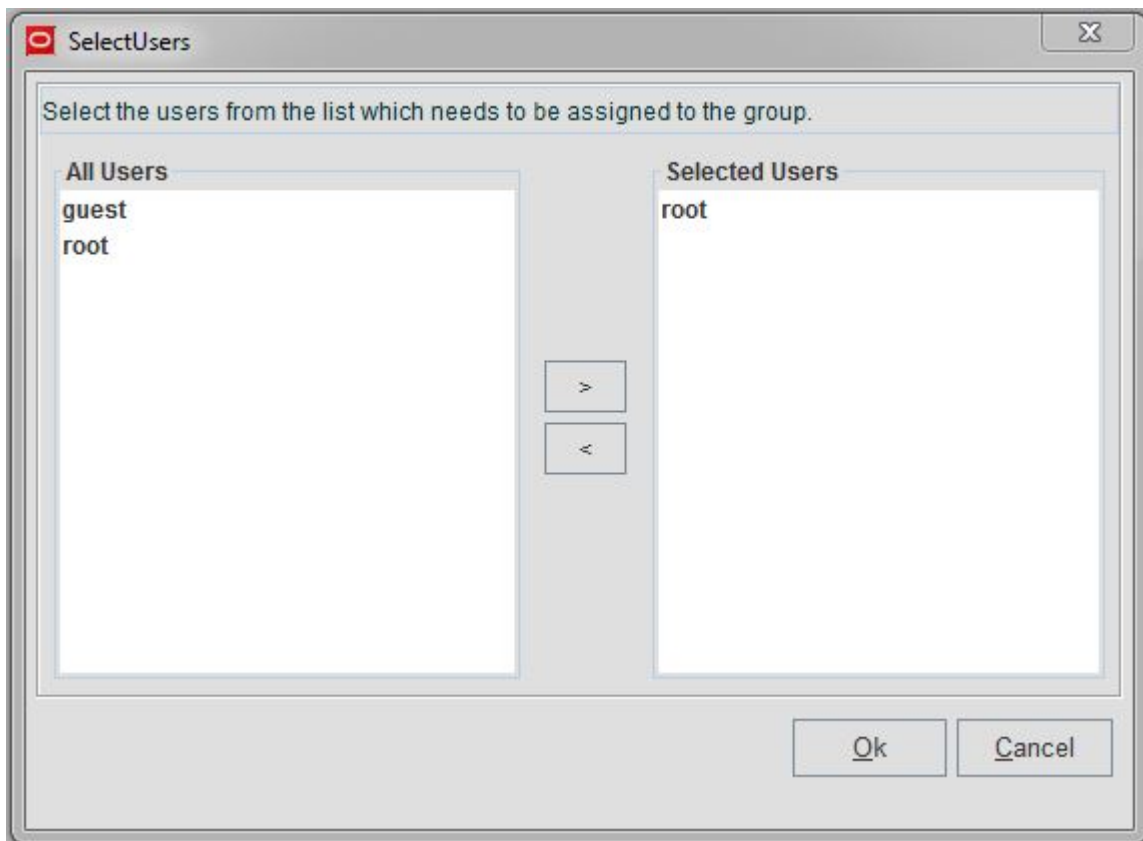 SelectUsers
Select the users from the list which needs to be assigned to the group.
All Users
guest
root
>
<
Selected Users
root
Ok
Cancel